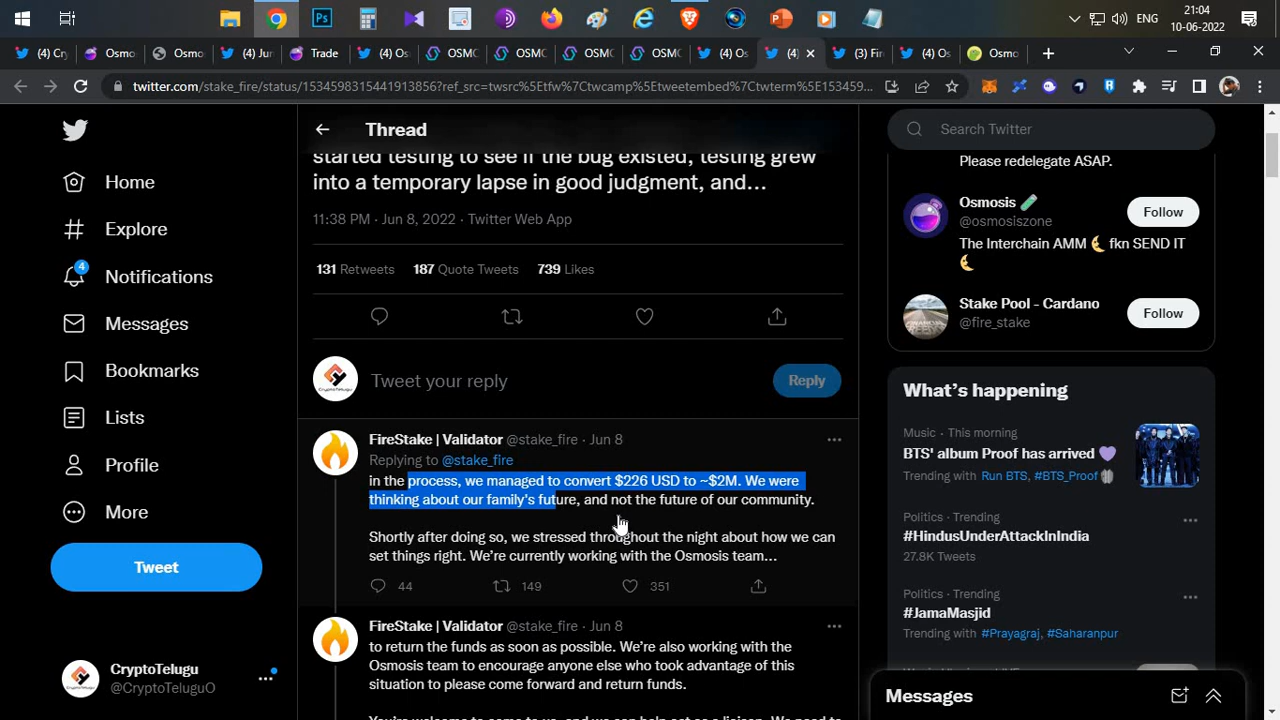 21:04
ENG
10-06-2022
(4) Cr
Osmo
Osmo
(4) Jur
Trade
(4) Os
OSMO
OSMO
OSMO
OSMO
(4) Os
(4)
(3) Fir
(4) Os
Osmo
twitter.com/stake_fire/status/1534598315441913856?ref_src=twsrc%5Etfw%7Ctwcamp%5Etweetembed%7Ctwterm%5E153459...
Home
Explore
4
Notifications
Messages
Bookmarks
Lists
Profile
More
Tweet
CryptoTelugu
@CryptoTeluguO
Thread
started testing to see if the bug existed, testing grew
into a temporary lapse in good judgment, and...
11:38 PM · Jun 8, 2022 · Twitter Web App
131 Retweets 187 Quote Tweets 739 Likes
Tweet your reply
Reply
FireStake | Validator @stake_fire · Jun 8
Replying to @stake_fire
in the process, we managed to convert $226 USD to ~$2M. We were
thinking about our family's future, and not the future of our community.
Shortly after doing so, we stressed throughout the night about how we can
set things right. We're currently working with the Osmosis team...
44 149 351
FireStake | Validator @stake_fire · Jun 8
to return the funds as soon as possible. We're also working with the
Osmosis team to encourage anyone else who took advantage of this
situation to please come forward and return funds.
Search Twitter
Please redelegate ASAP.
Osmosis 🧪
@osmosiszone
Follow
The Interchain AMM 🌜 fkn SEND IT
🌜
Stake Pool - Cardano
@fire_stake
Follow
What's happening
Music · This morning
BTS' album Proof has arrived 💜
Trending with Run BTS, #BTS_Proof
Politics · Trending
#HindusUnderAttackInIndia
27.8K Tweets
Politics · Trending
#JamaMasjid
Trending with #Prayagraj, #Saharanpur
Messages